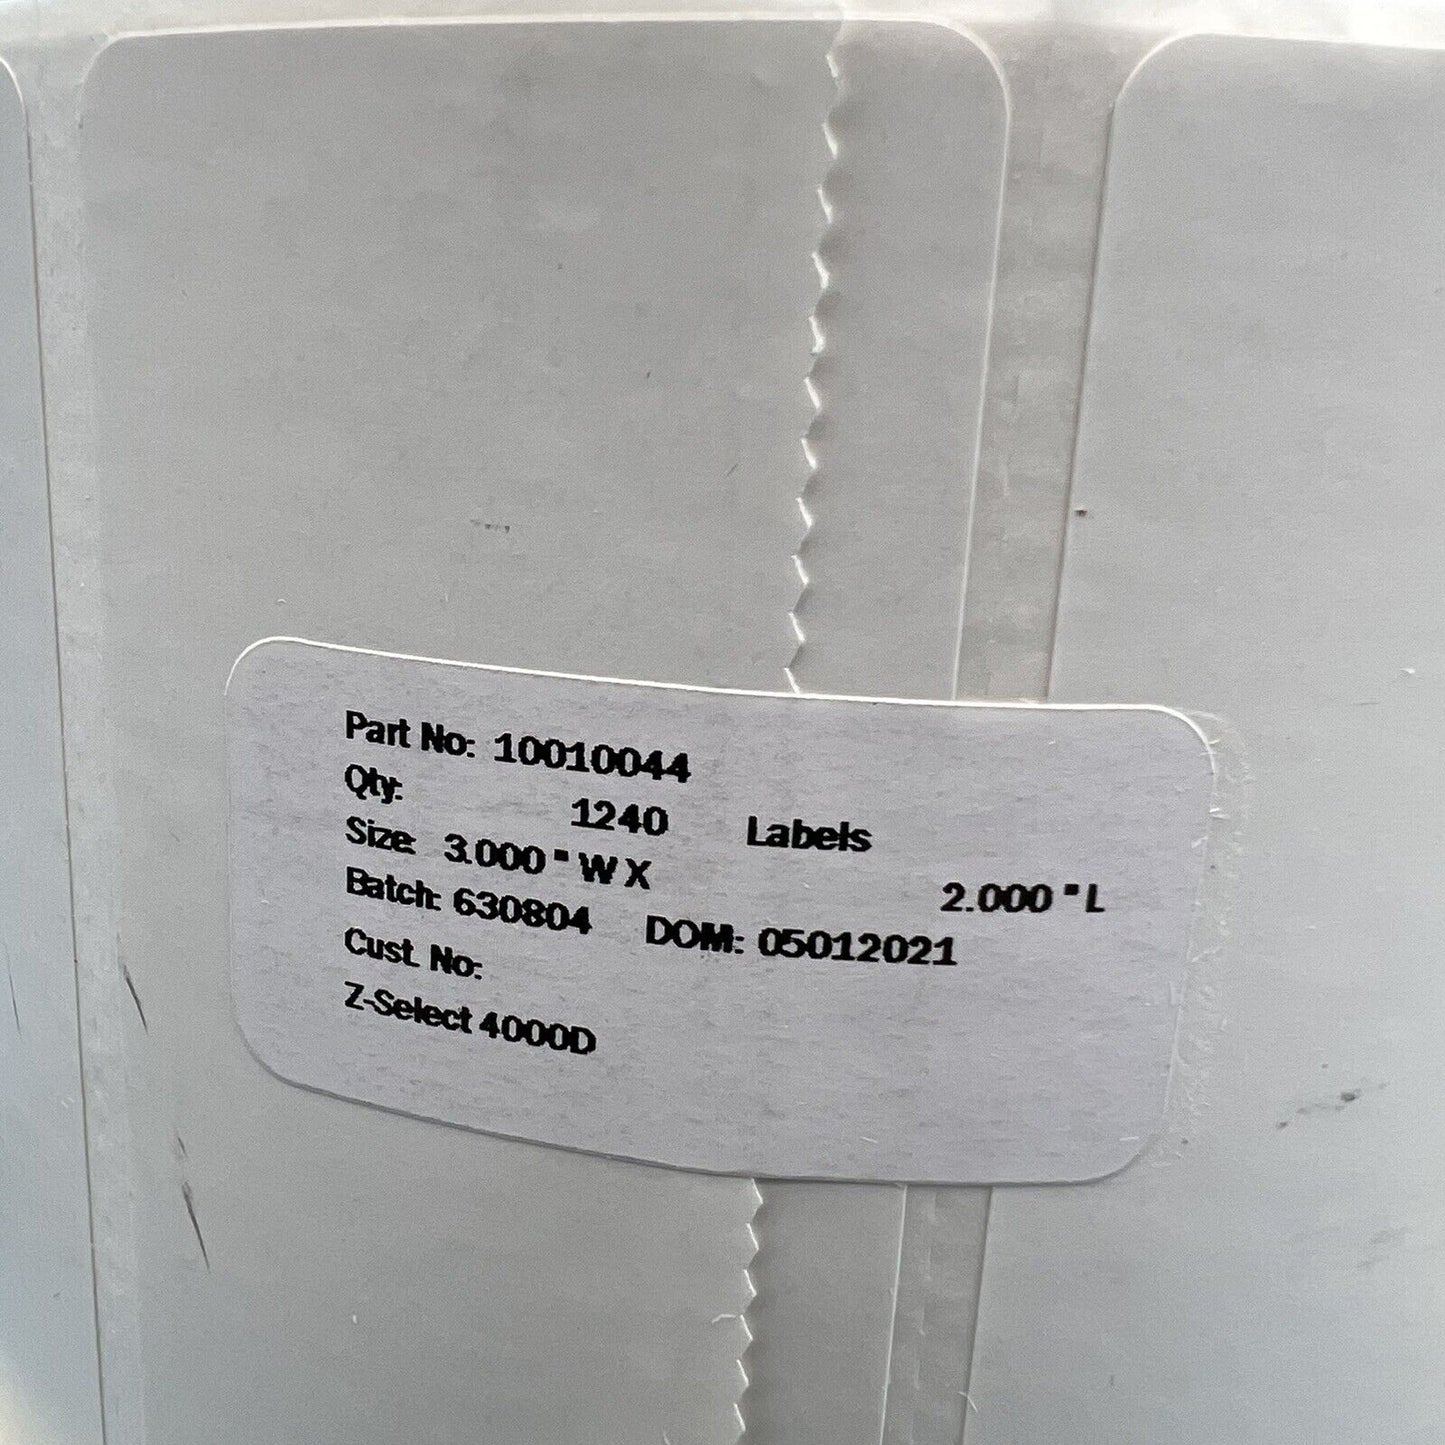 Part No: 10010044
Qty: 1240 Labels
Size: 3.000 " W X 2.000 " L
Batch: 630804 DOM: 05012021
Cust. No:
Z-Select 4000D